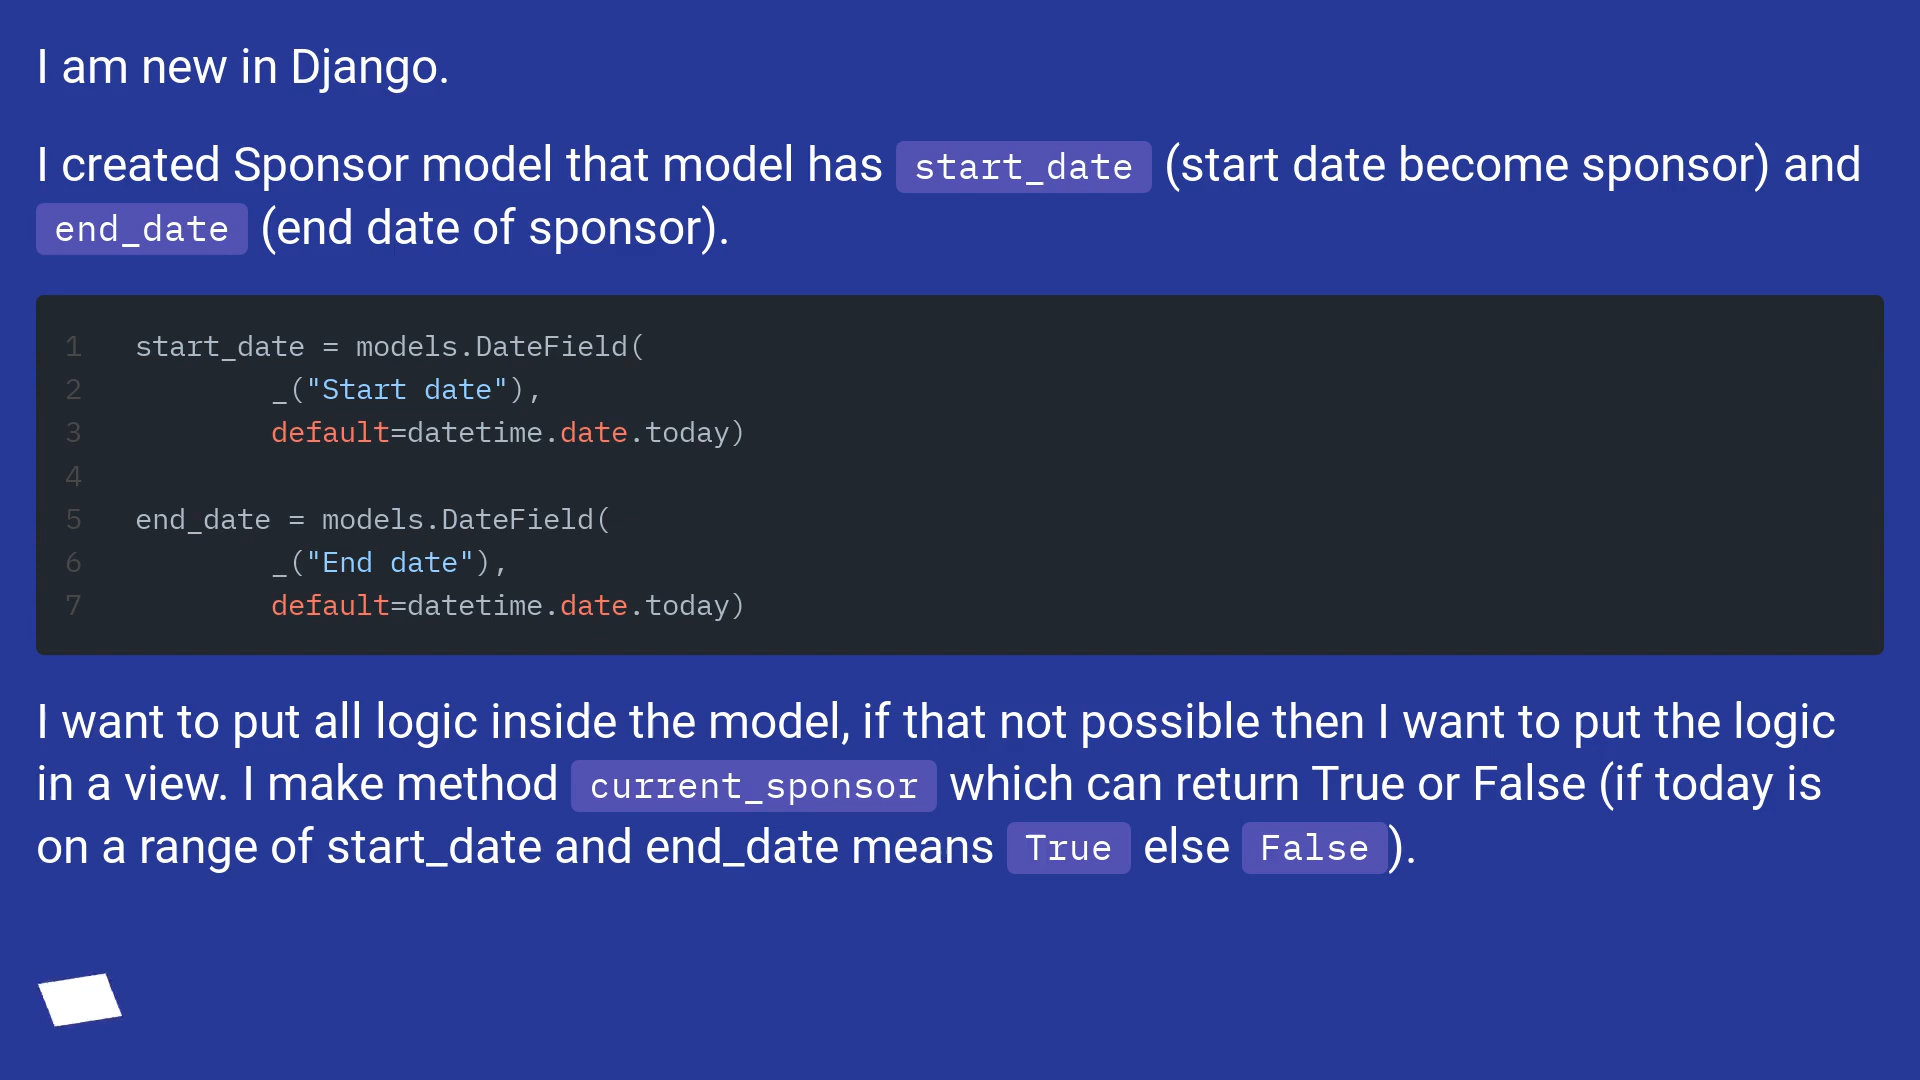 I am new in Django.
I created Sponsor model that model has start_date (start date become sponsor) and
end_date (end date of sponsor).
1 start_date = models.DateField(
2 _("Start date"),
3 default=datetime.date.today)
4
5 end_date = models.DateField(
6 _("End date"),
7 default=datetime.date.today)
I want to put all logic inside the model, if that not possible then I want to put the logic
in a view. I make method current_sponsor which can return True or False (if today is
on a range of start_date and end_date means True else False).